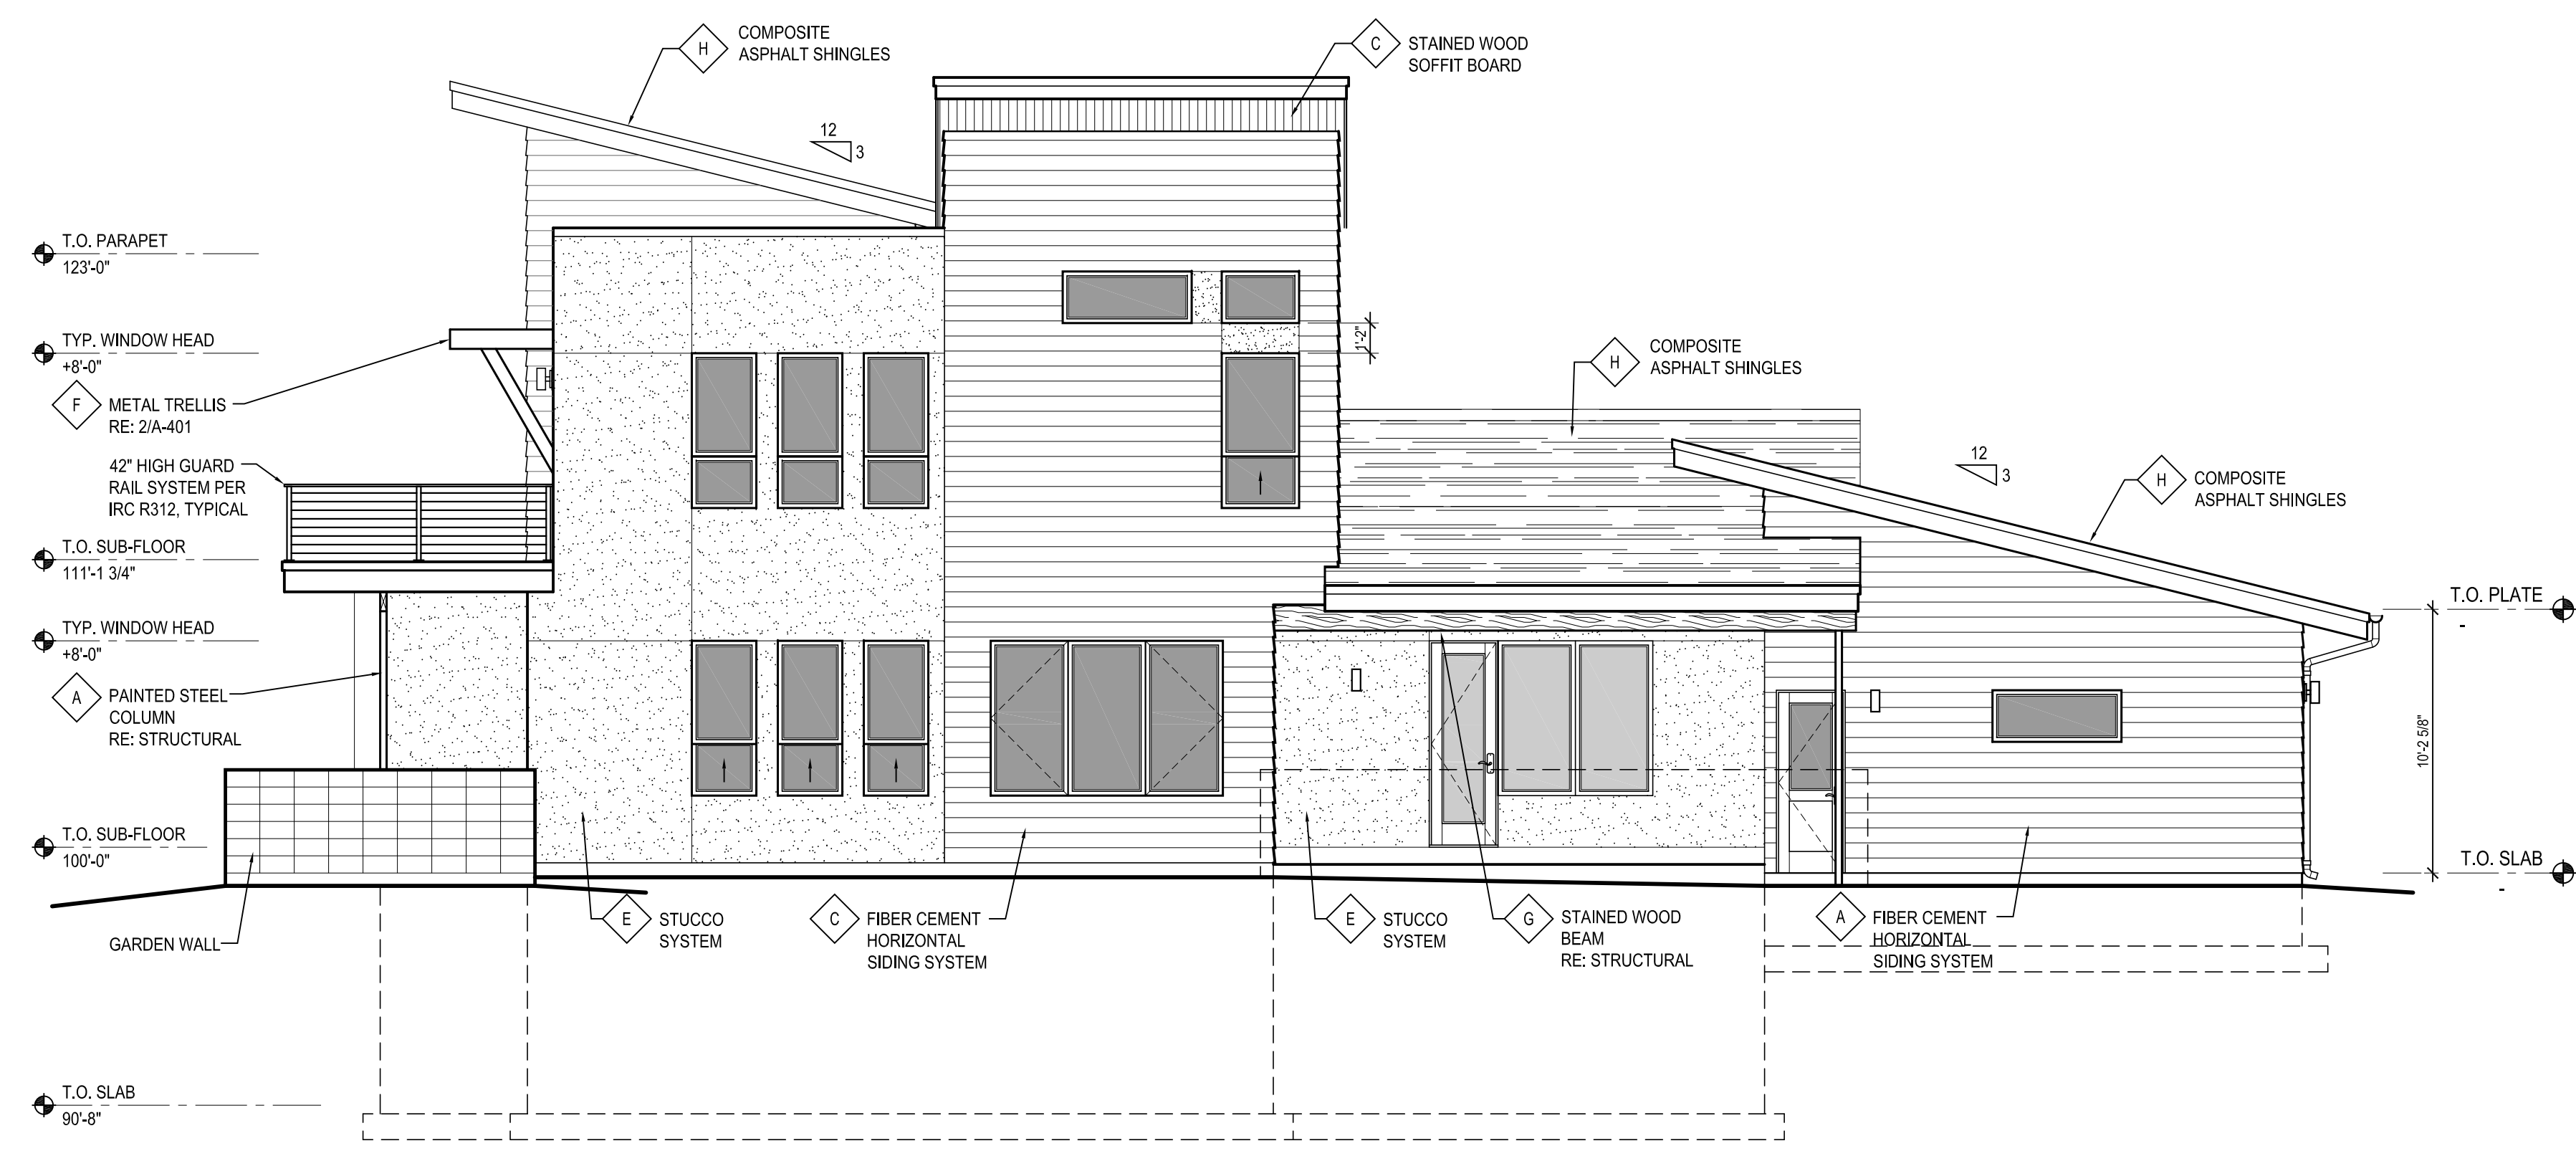 H
COMPOSITE
ASPHALT SHINGLES
C
STAINED WOOD
SOFFIT BOARD
12
3
T.O. PARAPET
123'-0"
TYP. WINDOW HEAD
+8'-0"
F
METAL TRELLIS
RE: 2/A-401
42" HIGH GUARD
RAIL SYSTEM PER
IRC R312, TYPICAL
T.O. SUB-FLOOR
111'-1 3/4"
TYP. WINDOW HEAD
+8'-0"
A
PAINTED STEEL
COLUMN
RE: STRUCTURAL
T.O. SUB-FLOOR
100'-0"
GARDEN WALL
T.O. SLAB
90'-8"
1'-2"
H
COMPOSITE
ASPHALT SHINGLES
12
3
H
COMPOSITE
ASPHALT SHINGLES
T.O. PLATE
-
10'-2 5/8"
T.O. SLAB
-
E
STUCCO
SYSTEM
C
FIBER CEMENT
HORIZONTAL
SIDING SYSTEM
E
STUCCO
SYSTEM
G
STAINED WOOD
BEAM
RE: STRUCTURAL
A
FIBER CEMENT
HORIZONTAL
SIDING SYSTEM